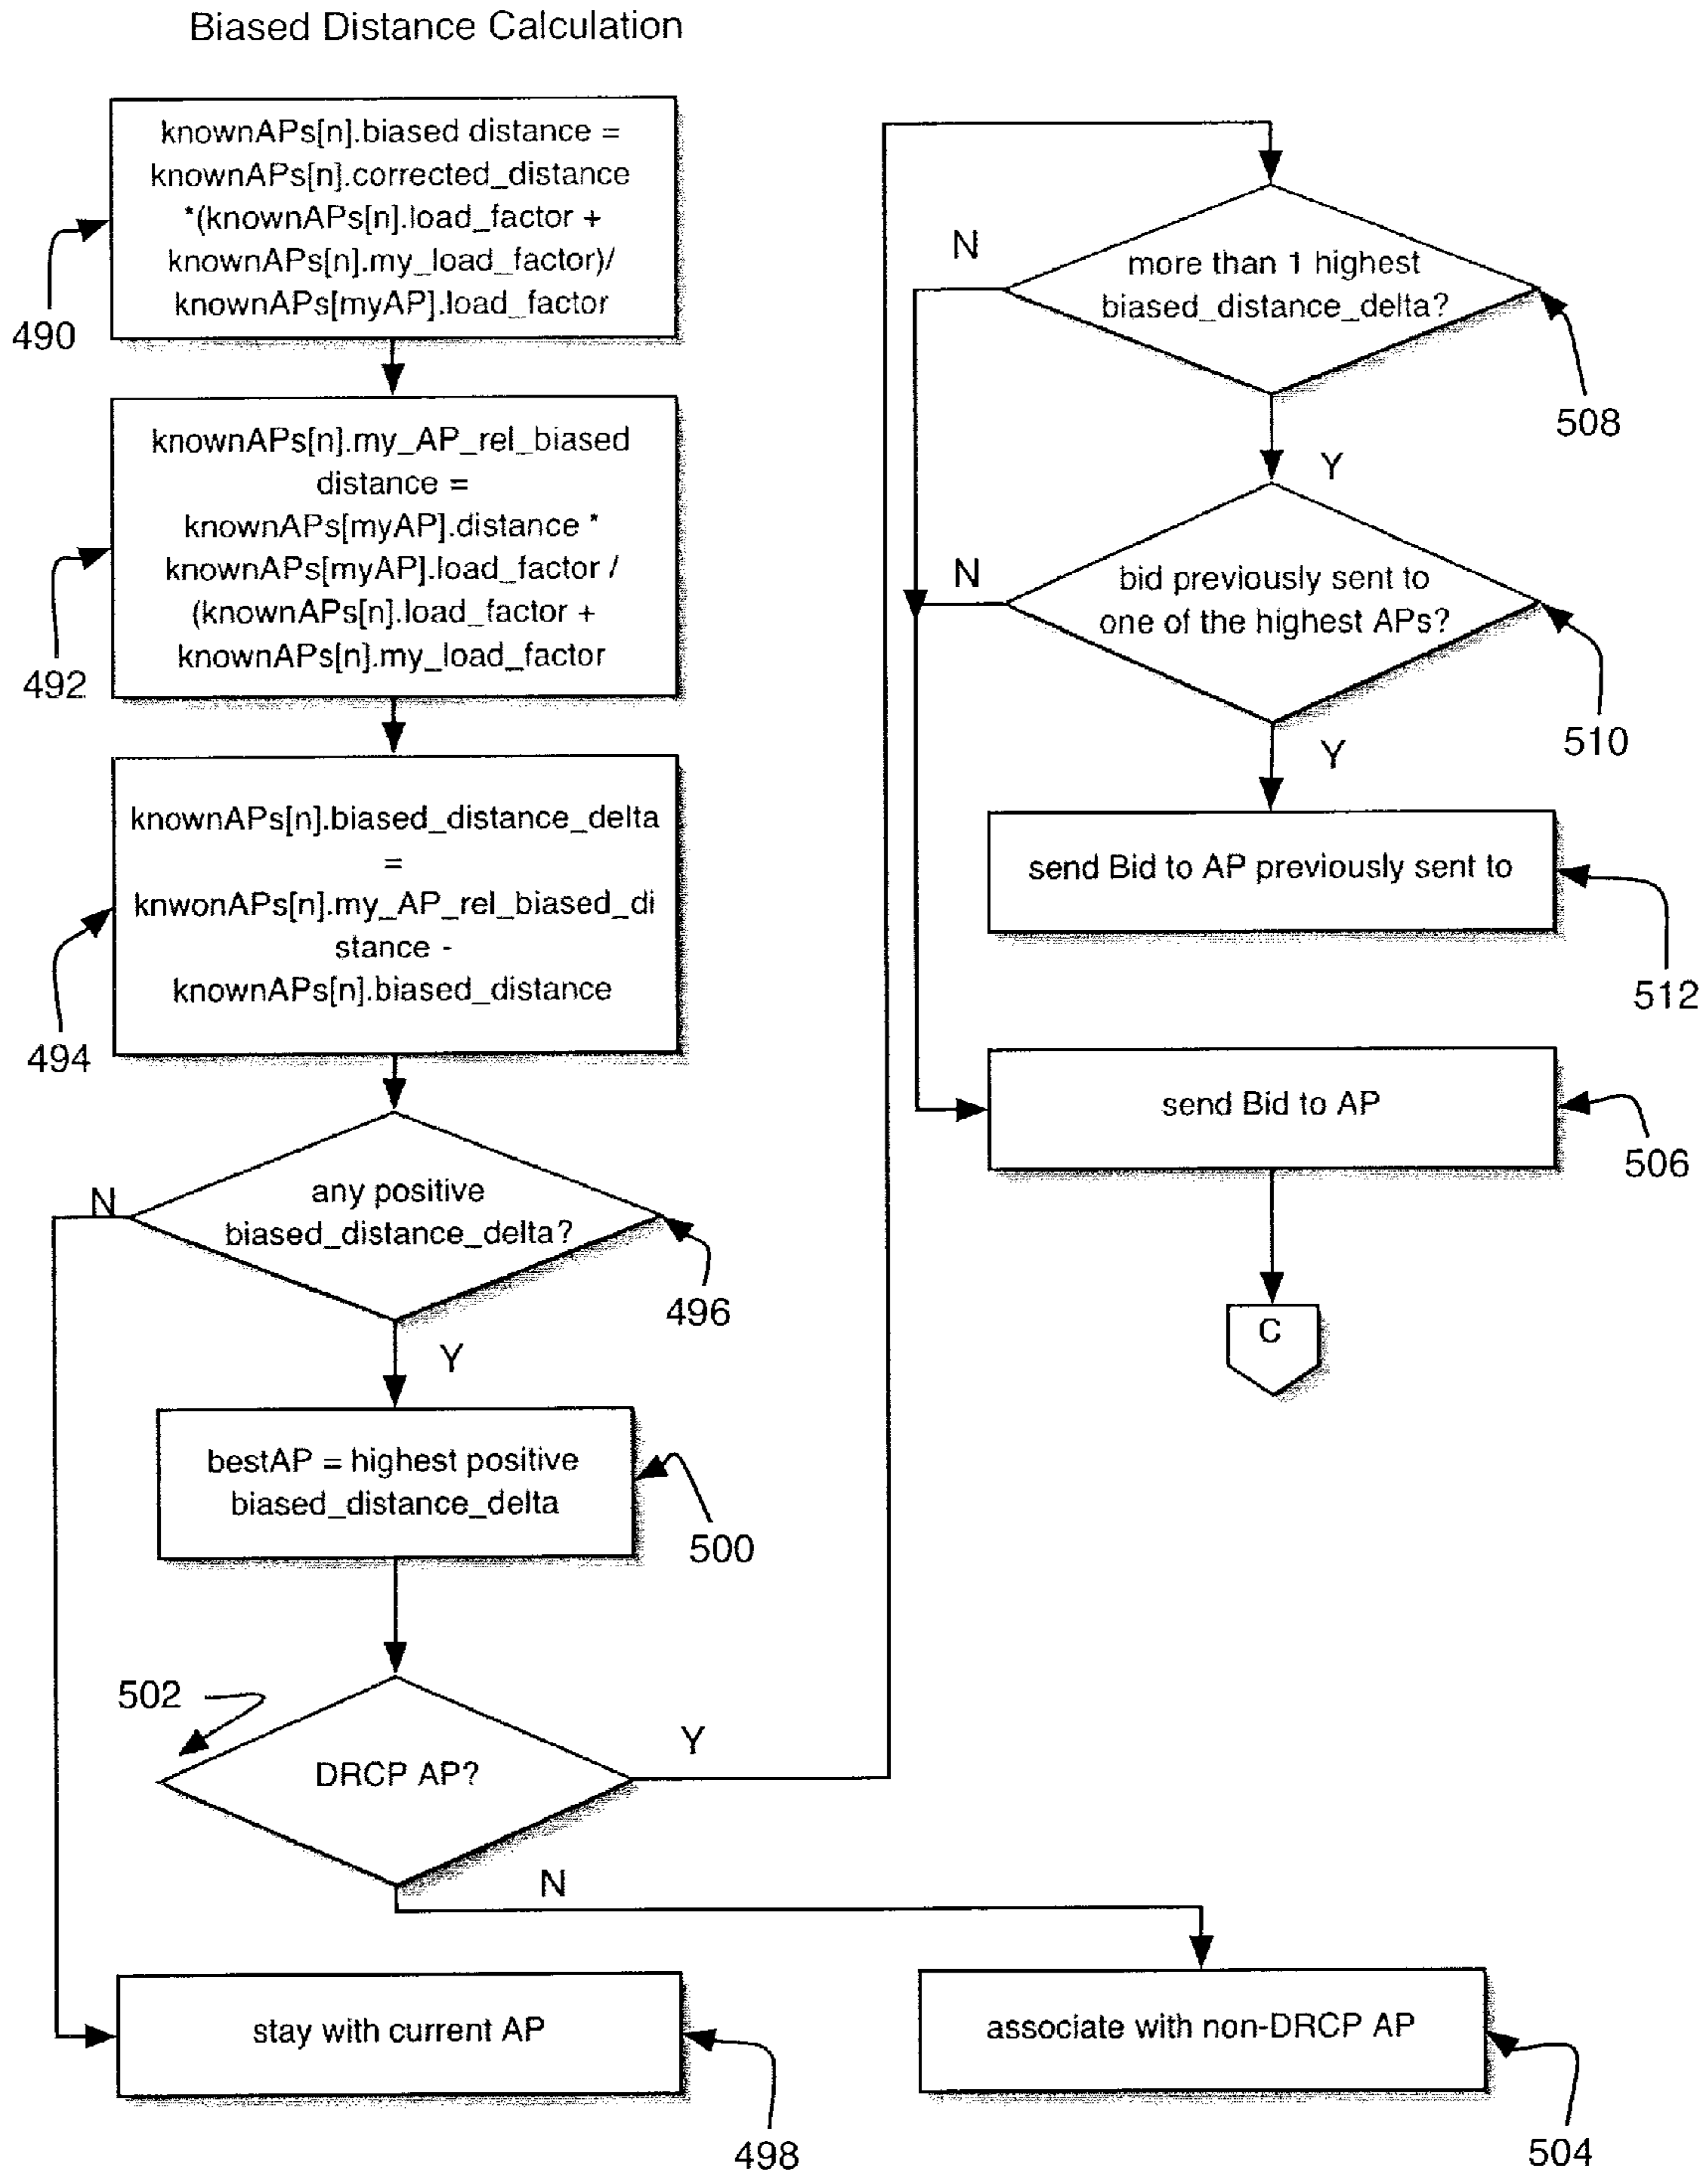 Biased Distance Calculation
knownAPs[n].biased distance =
knownAPs[n].corrected_distance
*(knownAPs[n].load_factor +
knownAPs[n].my_load_factor)/
knownAPs[myAP].load_factor
490
knownAPs[n].my_AP_rel_biased
distance =
knownAPs[myAP].distance *
knownAPs[myAP].load_factor /
(knownAPs[n].load_factor +
knownAPs[n].my_load_factor
492
knownAPs[n].biased_distance_delta
=
knwonAPs[n].my_AP_rel_biased_di
stance -
knownAPs[n].biased_distance
494
any positive
biased_distance_delta?
N
496
Y
bestAP = highest positive
biased_distance_delta
500
502
DRCP AP?
Y
N
stay with current AP
498
associate with non-DRCP AP
504
more than 1 highest
biased_distance_delta?
N
508
Y
bid previously sent to
one of the highest APs?
N
510
Y
send Bid to AP previously sent to
512
send Bid to AP
506
C